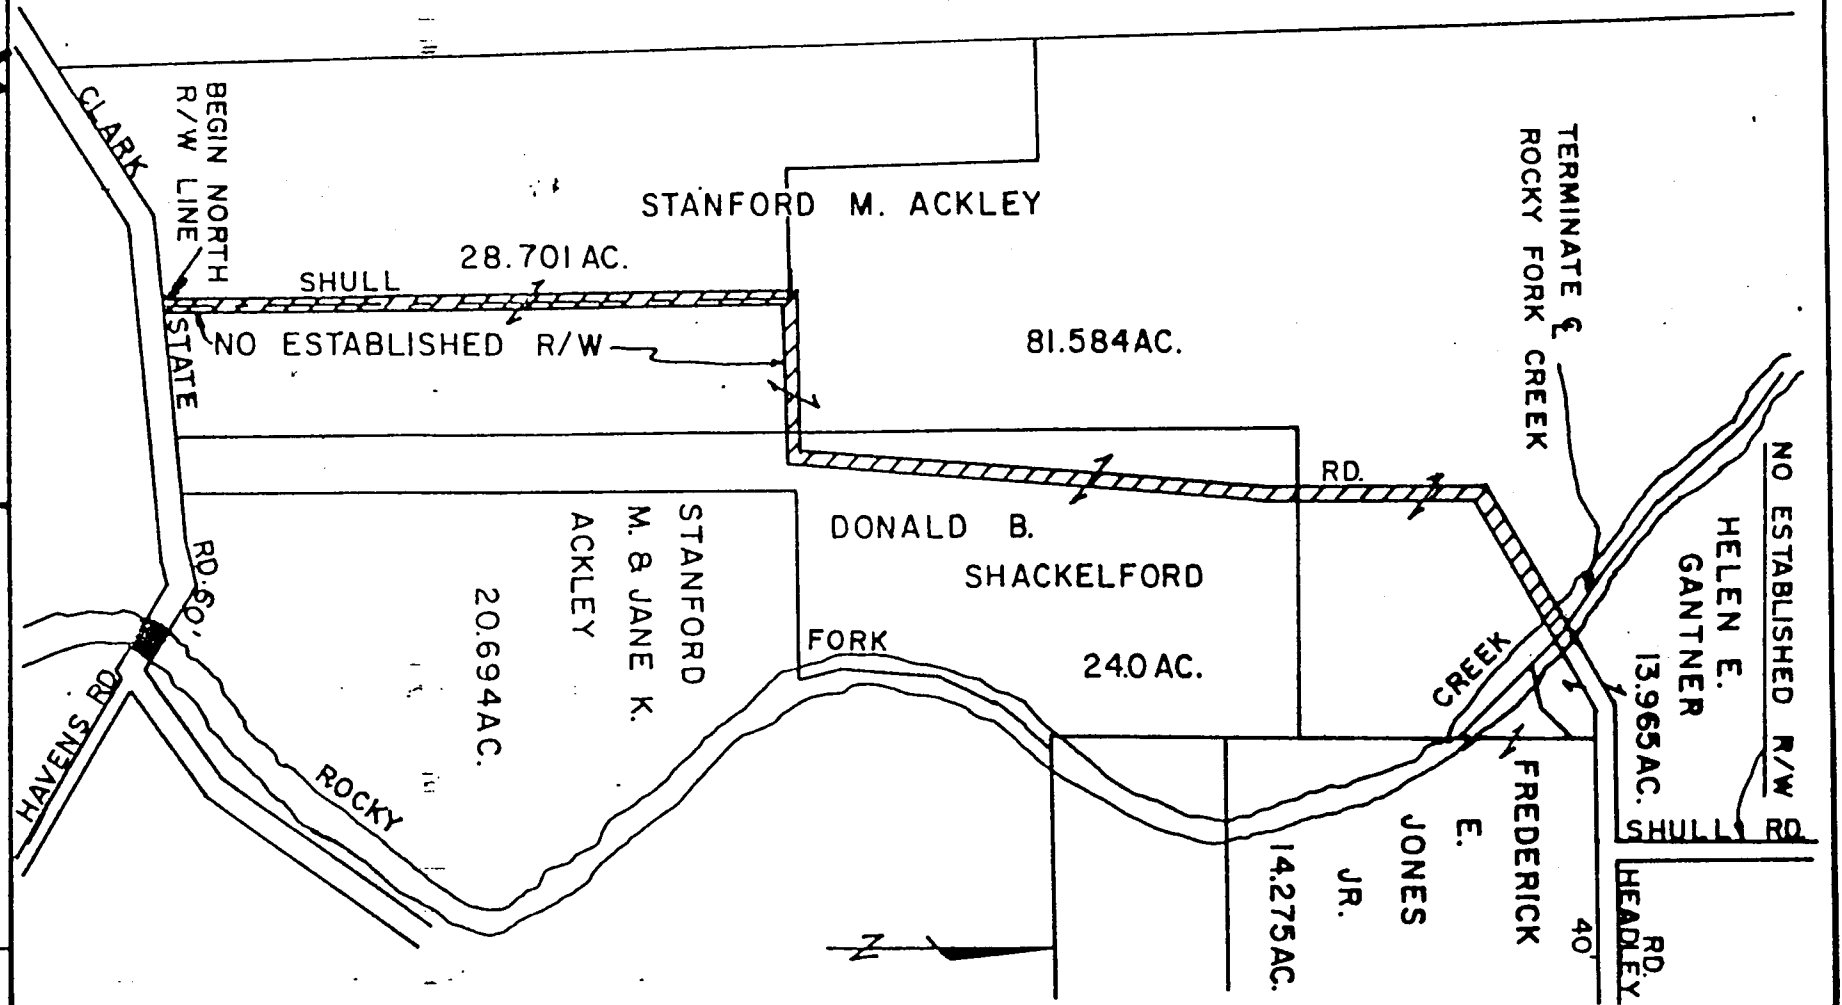 CLARK
STATE
RD. 60'
BEGIN NORTH
R/W LINE
SHULL
28.701 AC.
STANFORD M. ACKLEY
NO ESTABLISHED R/W
81.584 AC.
TERMINATE ℄
ROCKY FORK CREEK
RD.
NO ESTABLISHED R/W
HELEN E.
GANTNER
13.965 AC.
SHULL RD.
STANFORD
M. & JANE K.
ACKLEY
20.694 AC.
DONALD B.
SHACKELFORD
24.0 AC.
FORK
CREEK
ROCKY
HAVENS RD.
FREDERICK
E.
JONES
JR.
14.275 AC.
40'
RD.
HEADLEY
N